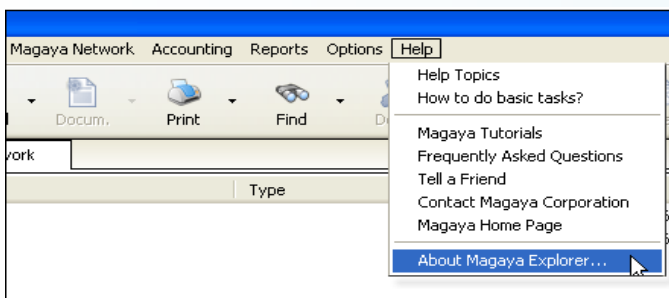 Magaya Network Accounting Reports Options Help
Help Topics
How to do basic tasks?
Docum. Print Find
Magaya Tutorials
Frequently Asked Questions
Tell a Friend
Type
Contact Magaya Corporation
Magaya Home Page
About Magaya Explorer...